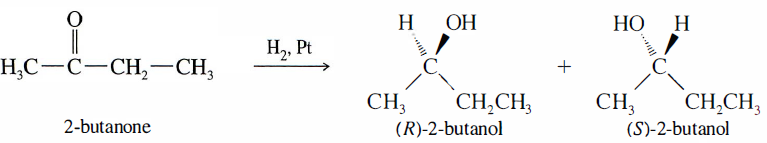 O
H₃C—C—CH₂—CH₃
2-butanone
H₂, Pt
H OH
C
CH₃ CH₂CH₃
(R)-2-butanol
+
HO H
C
CH₃ CH₂CH₃
(S)-2-butanol